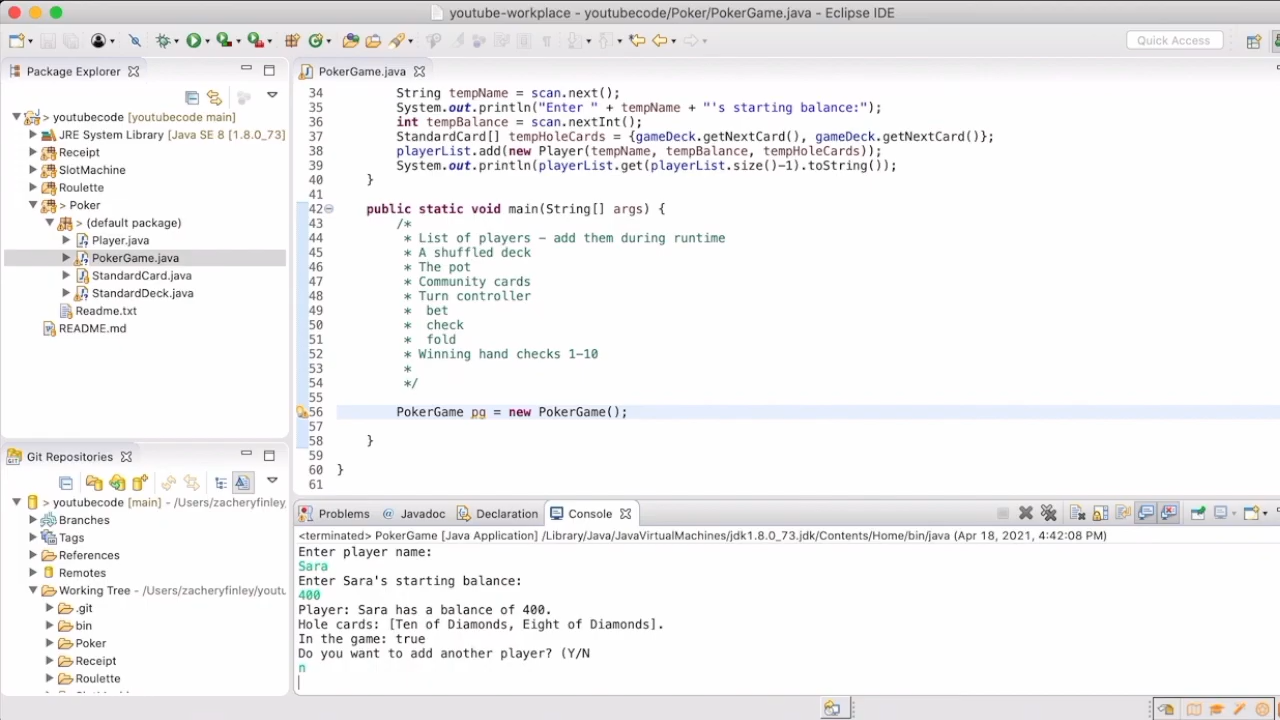 youtube-workplace - youtubecode/Poker/PokerGame.java - Eclipse IDE
Quick Access
Package Explorer
> youtubecode [youtubecode main]
JRE System Library [Java SE 8 [1.8.0_73]
Receipt
SlotMachine
Roulette
> Poker
> (default package)
Player.java
PokerGame.java
StandardCard.java
StandardDeck.java
Readme.txt
README.md
Git Repositories
> youtubecode [main] - /Users/zacheryfinley,
Branches
Tags
References
Remotes
Working Tree - /Users/zacheryfinley/youtu
.git
bin
Poker
Receipt
Roulette
PokerGame.java
34 String tempName = scan.next();
35 System.out.println("Enter " + tempName + "'s starting balance:");
36 int tempBalance = scan.nextInt();
37 StandardCard[] tempHoleCards = {gameDeck.getNextCard(), gameDeck.getNextCard()};
38 playerList.add(new Player(tempName, tempBalance, tempHoleCards));
39 System.out.println(playerList.get(playerList.size()-1).toString());
40 }
41
42 public static void main(String[] args) {
43 /*
44 * List of players - add them during runtime
45 * A shuffled deck
46 * The pot
47 * Community cards
48 * Turn controller
49 * bet
50 * check
51 * fold
52 * Winning hand checks 1-10
53 *
54 */
55
56 PokerGame pg = new PokerGame();
57
58 }
59
60 }
61
Problems @ Javadoc Declaration Console
<terminated> PokerGame [Java Application] /Library/Java/JavaVirtualMachines/jdk1.8.0_73.jdk/Contents/Home/bin/java (Apr 18, 2021, 4:42:08 PM)
Enter player name:
Sara
Enter Sara's starting balance:
400
Player: Sara has a balance of 400.
Hole cards: [Ten of Diamonds, Eight of Diamonds].
In the game: true
Do you want to add another player? (Y/N
n